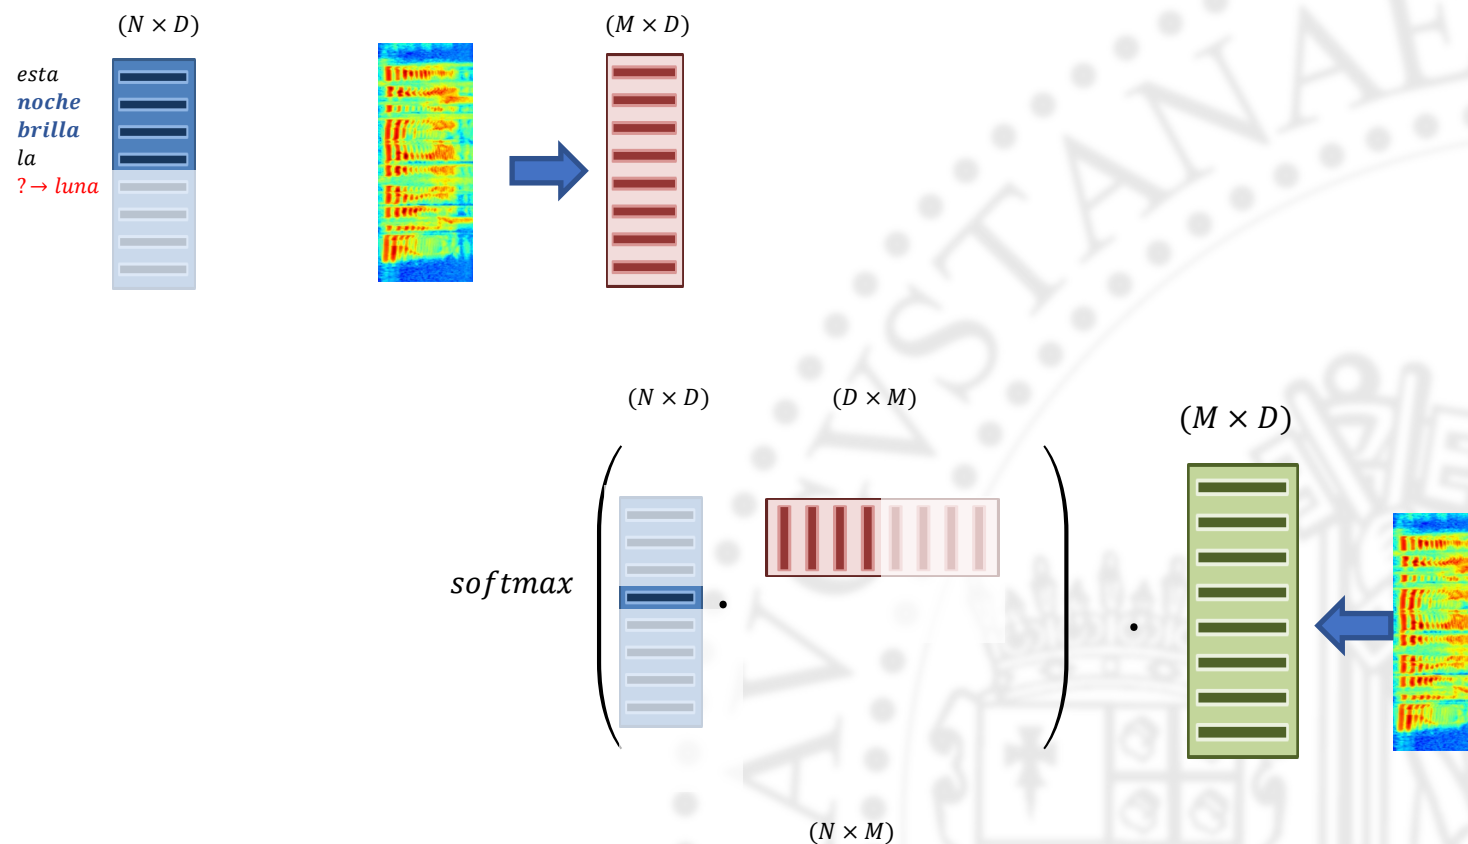 (N × D)
(M × D)
esta
noche
brilla
la
? → luna
(N × D)
(D × M)
(M × D)
softmax
(N × M)